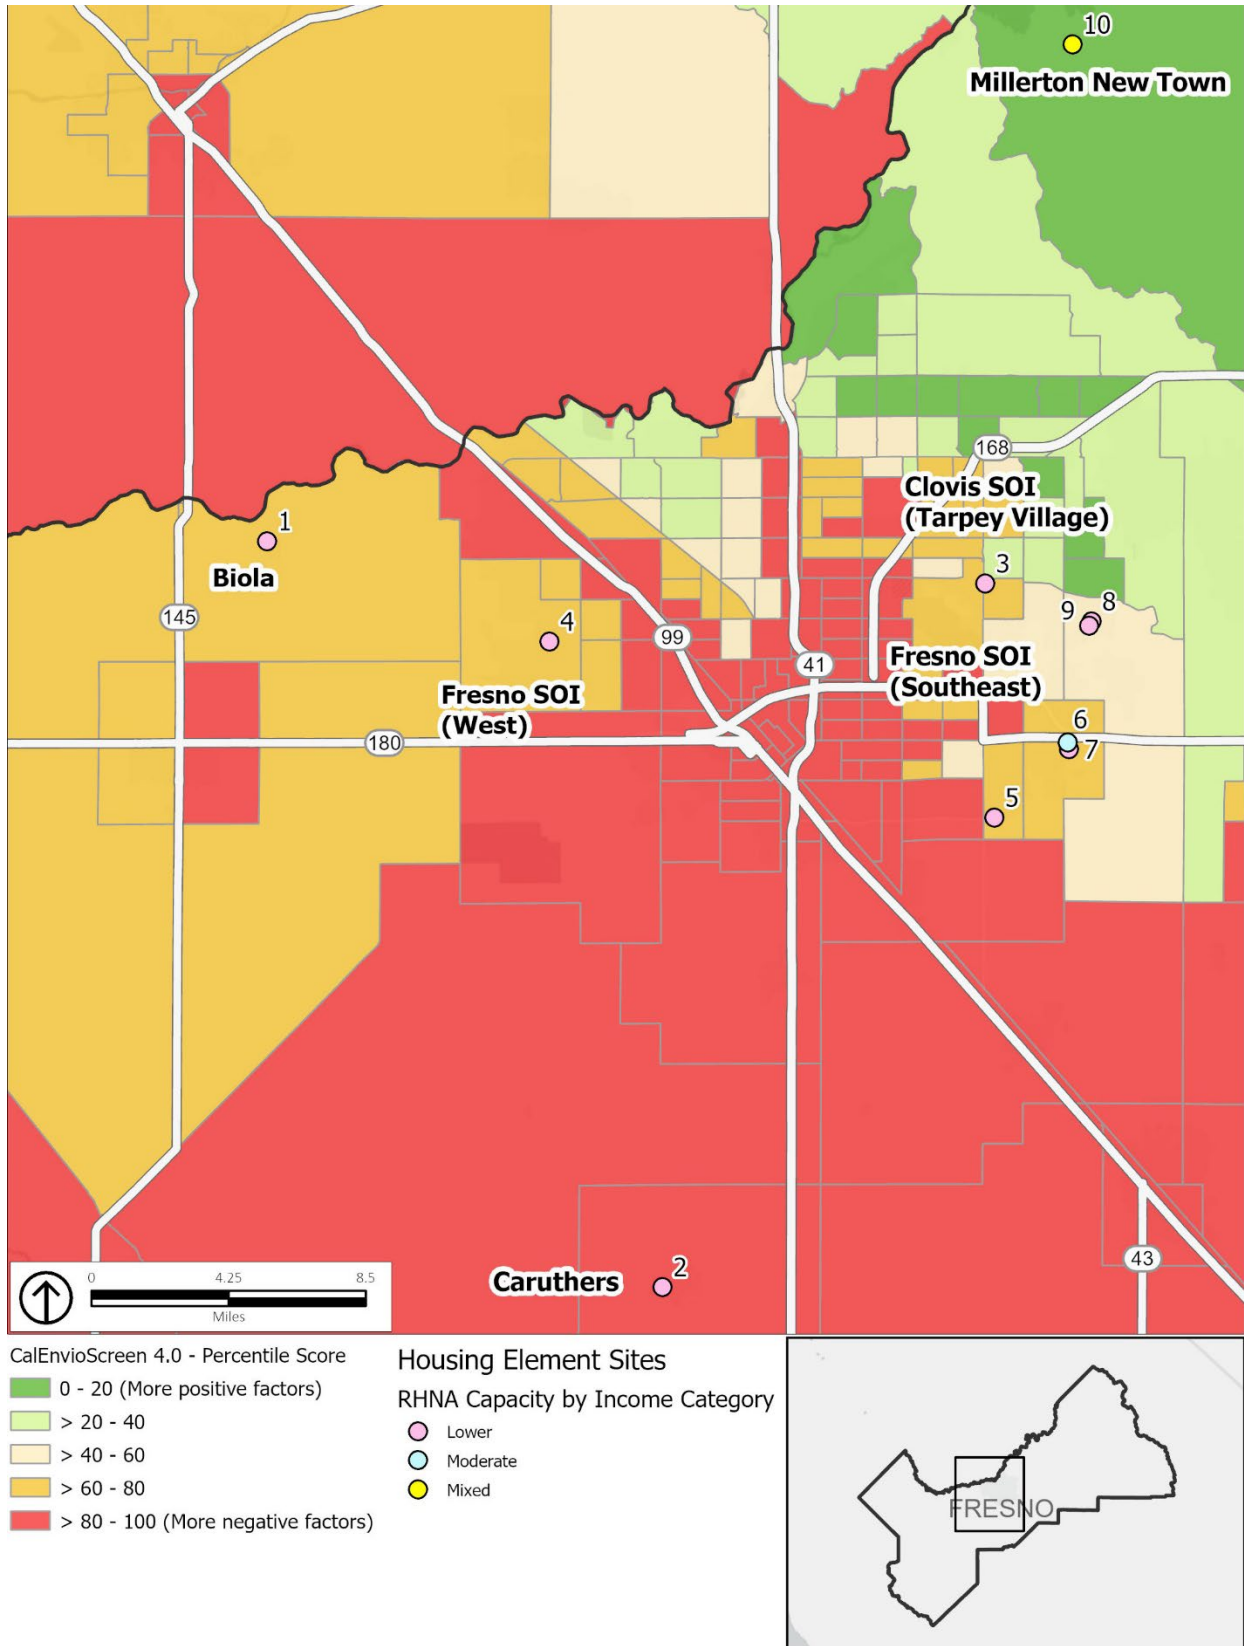 10
Millerton New Town
168
Clovis SOI
(Tarpey Village)
1
Biola
3
8
9
145
4
99
41
Fresno SOI
(Southeast)
Fresno SOI
(West)
6
180
7
5
43
Caruthers
2
0 4.25 8.5
Miles
CalEnvioScreen 4.0 - Percentile Score
0 - 20 (More positive factors)
> 20 - 40
> 40 - 60
> 60 - 80
> 80 - 100 (More negative factors)
Housing Element Sites
RHNA Capacity by Income Category
Lower
Moderate
Mixed
FRESNO